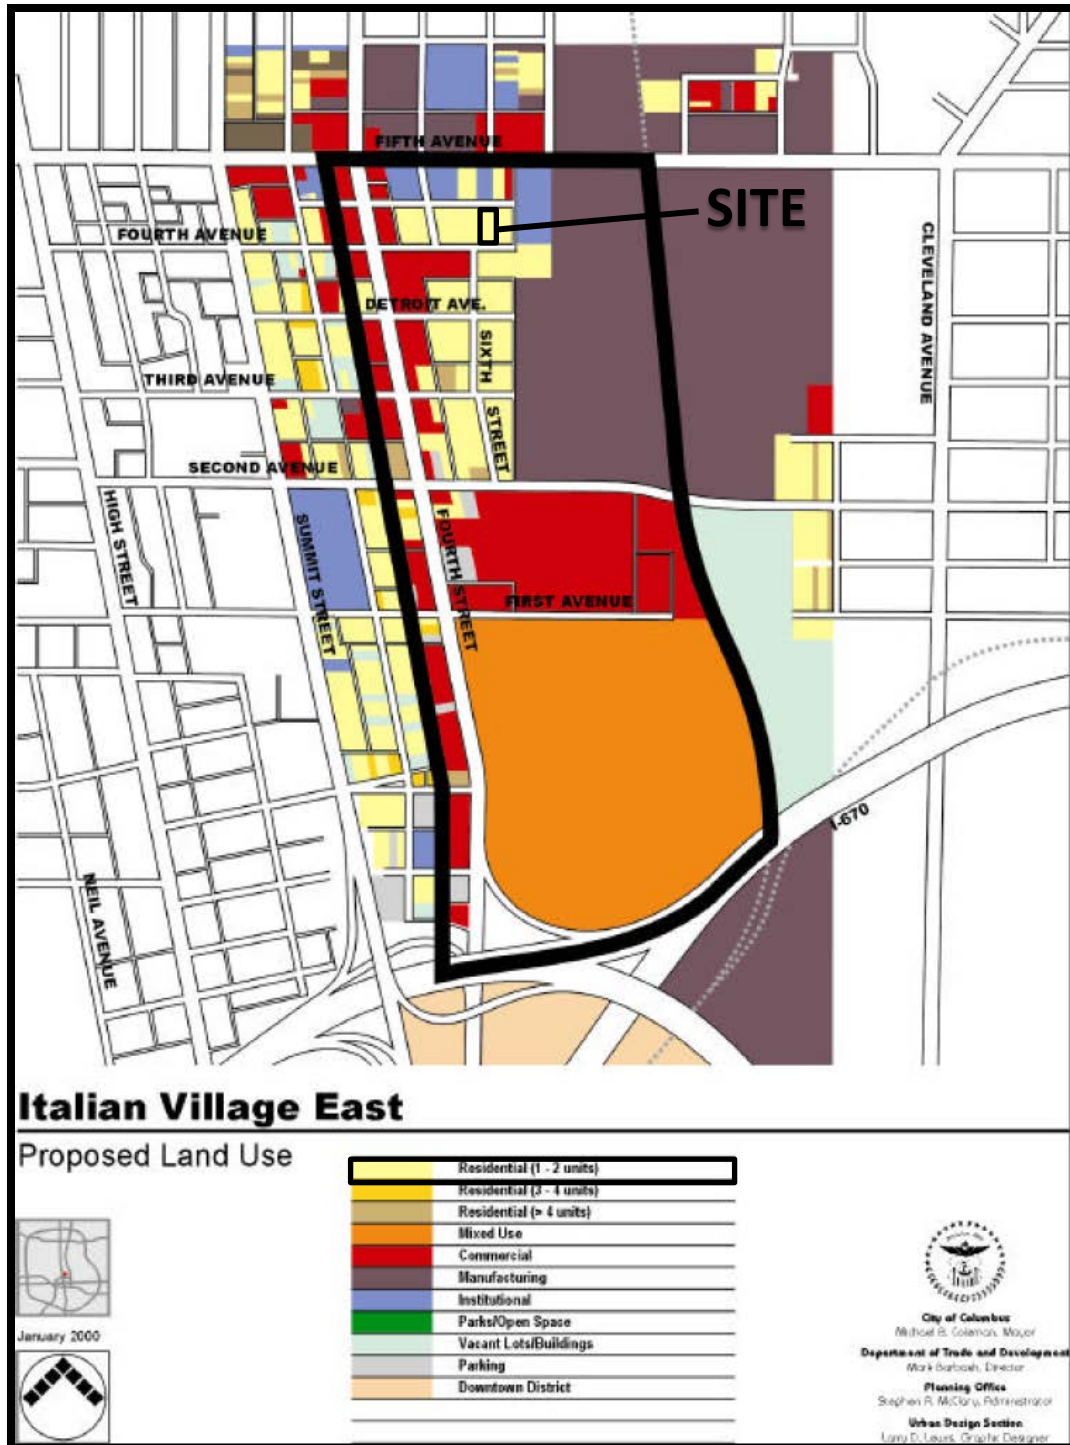 FIFTH AVENUE
SITE
FOURTH AVENUE
CLEVELAND AVENUE
DETROIT AVE.
SIXTH
STREET
THIRD AVENUE
SECOND AVENUE
HIGH STREET
SUMMIT STREET
FOURTH STREET
FIRST AVENUE
I-670
NEIL AVENUE
Italian Village East
Proposed Land Use
Residential (1 - 2 units)
Residential (3 - 4 units)
Residential (> 4 units)
Mixed Use
Commercial
Manufacturing
Institutional
Parks/Open Space
Vacant Lots/Buildings
Parking
Downtown District
January 2000
City of Columbus
Michael B. Coleman, Mayor
Department of Trade and Development
Mark Barbash, Director
Planning Office
Stephen R. McClary, Administrator
Urban Design Section
Larry D. Lewis, Graphic Designer